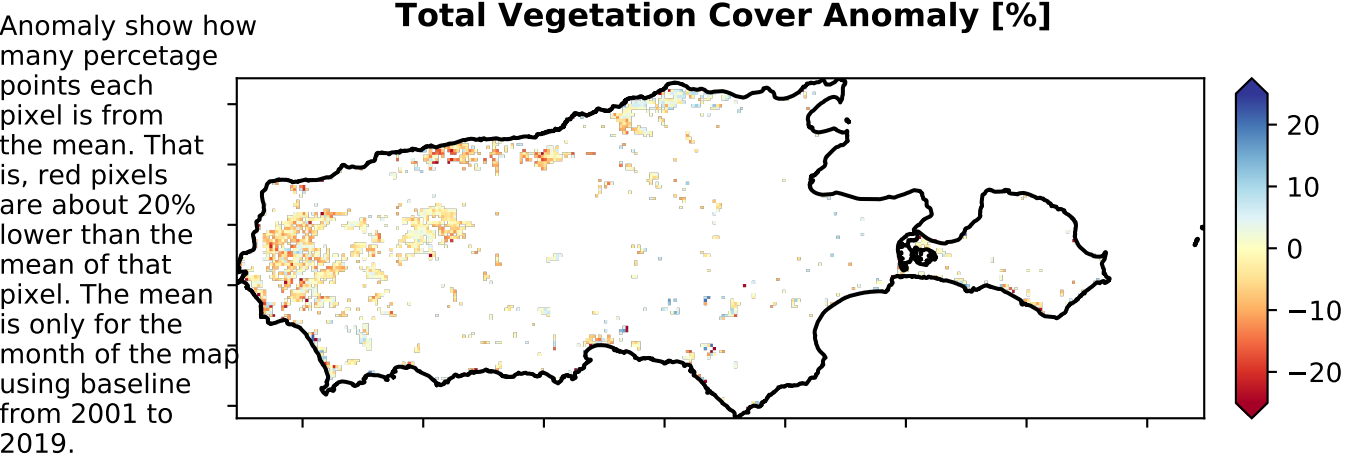 Total Vegetation Cover Anomaly [%]
Anomaly show how
many percetage
points each
pixel is from
the mean. That
is, red pixels
are about 20%
lower than the
mean of that
pixel. The mean
is only for the
month of the map
using baseline
from 2001 to
2019.
20
10
0
−10
−20